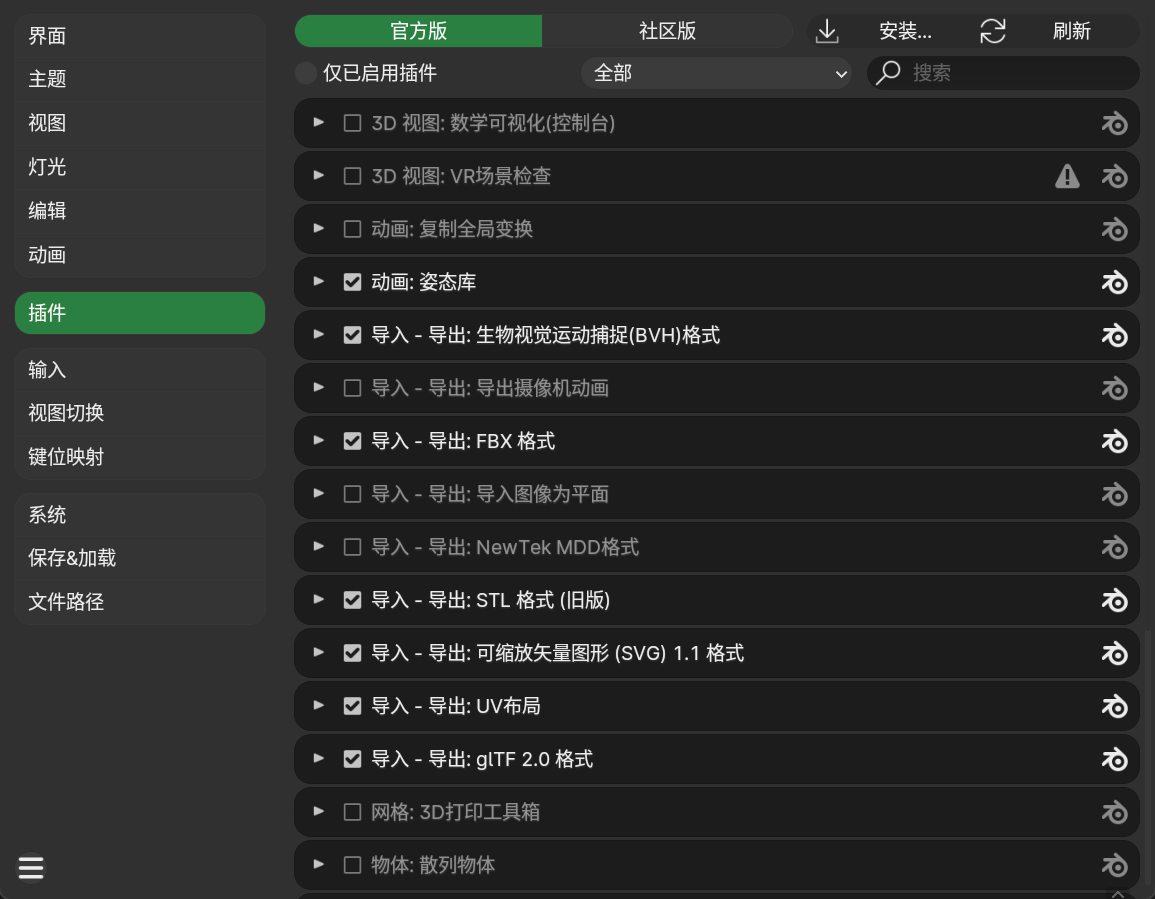 界面
主题
视图
灯光
编辑
动画
插件
输入
视图切换
键位映射
系统
保存&加载
文件路径
官方版 社区版 安装... 刷新
仅已启用插件 全部 搜索
3D 视图: 数学可视化(控制台)
3D 视图: VR场景检查
动画: 复制全局变换
动画: 姿态库
导入 - 导出: 生物视觉运动捕捉(BVH)格式
导入 - 导出: 导出摄像机动画
导入 - 导出: FBX 格式
导入 - 导出: 导入图像为平面
导入 - 导出: NewTek MDD格式
导入 - 导出: STL 格式 (旧版)
导入 - 导出: 可缩放矢量图形 (SVG) 1.1 格式
导入 - 导出: UV布局
导入 - 导出: glTF 2.0 格式
网格: 3D打印工具箱
物体: 散列物体